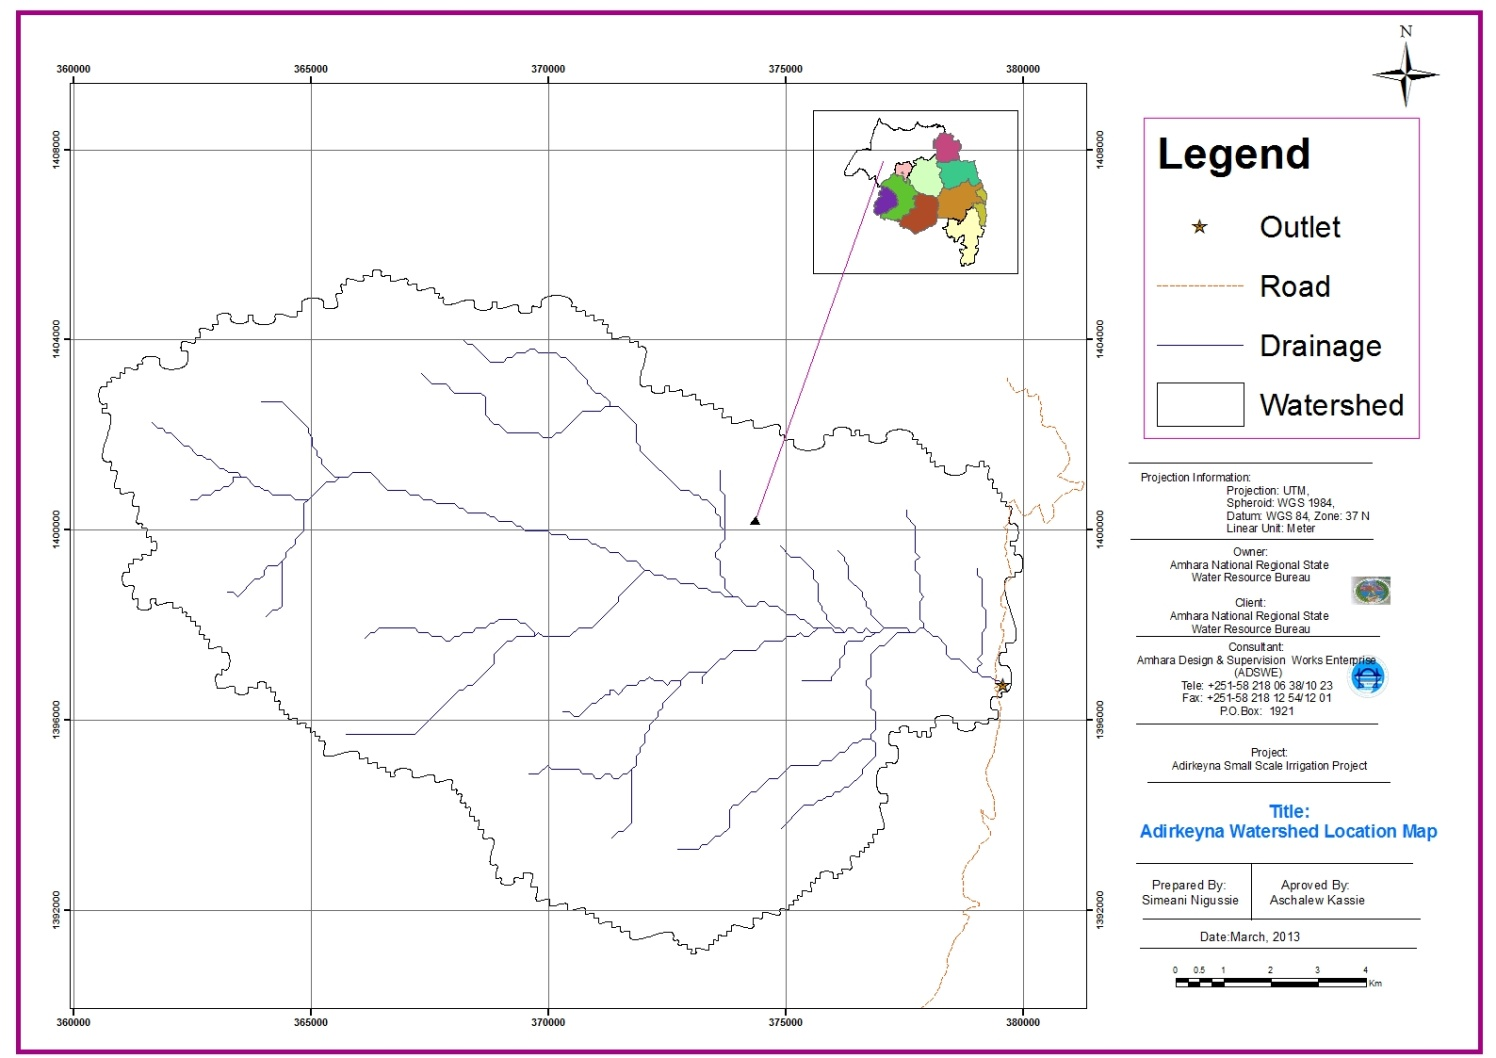 N
360000 365000 370000 375000 380000
1408000 1408000
1404000 1404000
1400000 1400000
1396000 1396000
1392000 1392000
360000 365000 370000 375000 380000
Legend
Outlet
Road
Drainage
Watershed
Projection Information:
Projection: UTM,
Spheroid: WGS 1984,
Datum: WGS 84, Zone: 37 N
Linear Unit: Meter
Owner:
Amhara National Regional State
Water Resource Bureau
Client:
Amhara National Regional State
Water Resource Bureau
Consultant:
Amhara Design & Supervision Works Enterprise
(ADSWE)
Tele: +251-58 218 06 38/10 23
Fax: +251-58 218 12 54/12 01
P.O.Box: 1921
Project:
Adirkeyna Small Scale Irrigation Project
Title:
Adirkeyna Watershed Location Map
Prepared By:
Simeani Nigussie
Aproved By:
Aschalew Kassie
Date:March, 2013
0 0.5 1 2 3 4
Km